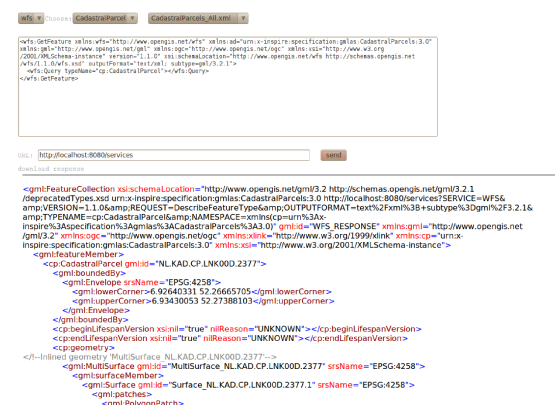 wfs Choose: CadastralParcel CadastralParcels_All.xml
<wfs:GetFeature xmlns:wfs="http://www.opengis.net/wfs" xmlns:ad="urn:x-inspire:specification:gmlas:CadastralParcels:3.0"
xmlns:gml="http://www.opengis.net/gml" xmlns:ogc="http://www.opengis.net/ogc" xmlns:xsi="http://www.w3.org
/2001/XMLSchema-instance" version="1.1.0" xsi:schemaLocation="http://www.opengis.net/wfs http://schemas.opengis.net
/wfs/1.1.0/wfs.xsd" outputFormat="text/xml; subtype=gml/3.2.1">
<wfs:Query typeName="cp:CadastralParcel"></wfs:Query>
</wfs:GetFeature>
URL: http://localhost:8080/services send
download response
<gml:FeatureCollection xsi:schemaLocation="http://www.opengis.net/gml/3.2 http://schemas.opengis.net/gml/3.2.1
/deprecatedTypes.xsd urn:x-inspire:specification:gmlas:CadastralParcels:3.0 http://localhost:8080/services?SERVICE=WFS&
amp;VERSION=1.1.0&amp;REQUEST=DescribeFeatureType&amp;OUTPUTFORMAT=text%2Fxml%3B+subtype%3Dgml%2F3.2.1&
amp;TYPENAME=cp:CadastralParcel&amp;NAMESPACE=xmlns(cp=urn%3Ax-
inspire%3Aspecification%3Agmlas%3ACadastralParcels%3A3.0)" gml:id="WFS_RESPONSE" xmlns:gml="http://www.opengis.net
/gml/3.2" xmlns:ogc="http://www.opengis.net/ogc" xmlns:xlink="http://www.w3.org/1999/xlink" xmlns:cp="urn:x-
inspire:specification:gmlas:CadastralParcels:3.0" xmlns:xsi="http://www.w3.org/2001/XMLSchema-instance">
<gml:featureMember>
<cp:CadastralParcel gml:id="NL.KAD.CP.LNK00D.2377">
<gml:boundedBy>
<gml:Envelope srsName="EPSG:4258">
<gml:lowerCorner>6.92640331 52.26665705</gml:lowerCorner>
<gml:upperCorner>6.93430053 52.27388103</gml:upperCorner>
</gml:Envelope>
</gml:boundedBy>
<cp:beginLifespanVersion xsi:nil="true" nilReason="UNKNOWN"></cp:beginLifespanVersion>
<cp:endLifespanVersion xsi:nil="true" nilReason="UNKNOWN"></cp:endLifespanVersion>
<cp:geometry>
<!--Inlined geometry 'MultiSurface_NL.KAD.CP.LNK00D.2377'-->
<gml:MultiSurface gml:id="MultiSurface_NL.KAD.CP.LNK00D.2377" srsName="EPSG:4258">
<gml:surfaceMember>
<gml:Surface gml:id="Surface_NL.KAD.CP.LNK00D.2377.1" srsName="EPSG:4258">
<gml:patches>
<gml:PolygonPatch>